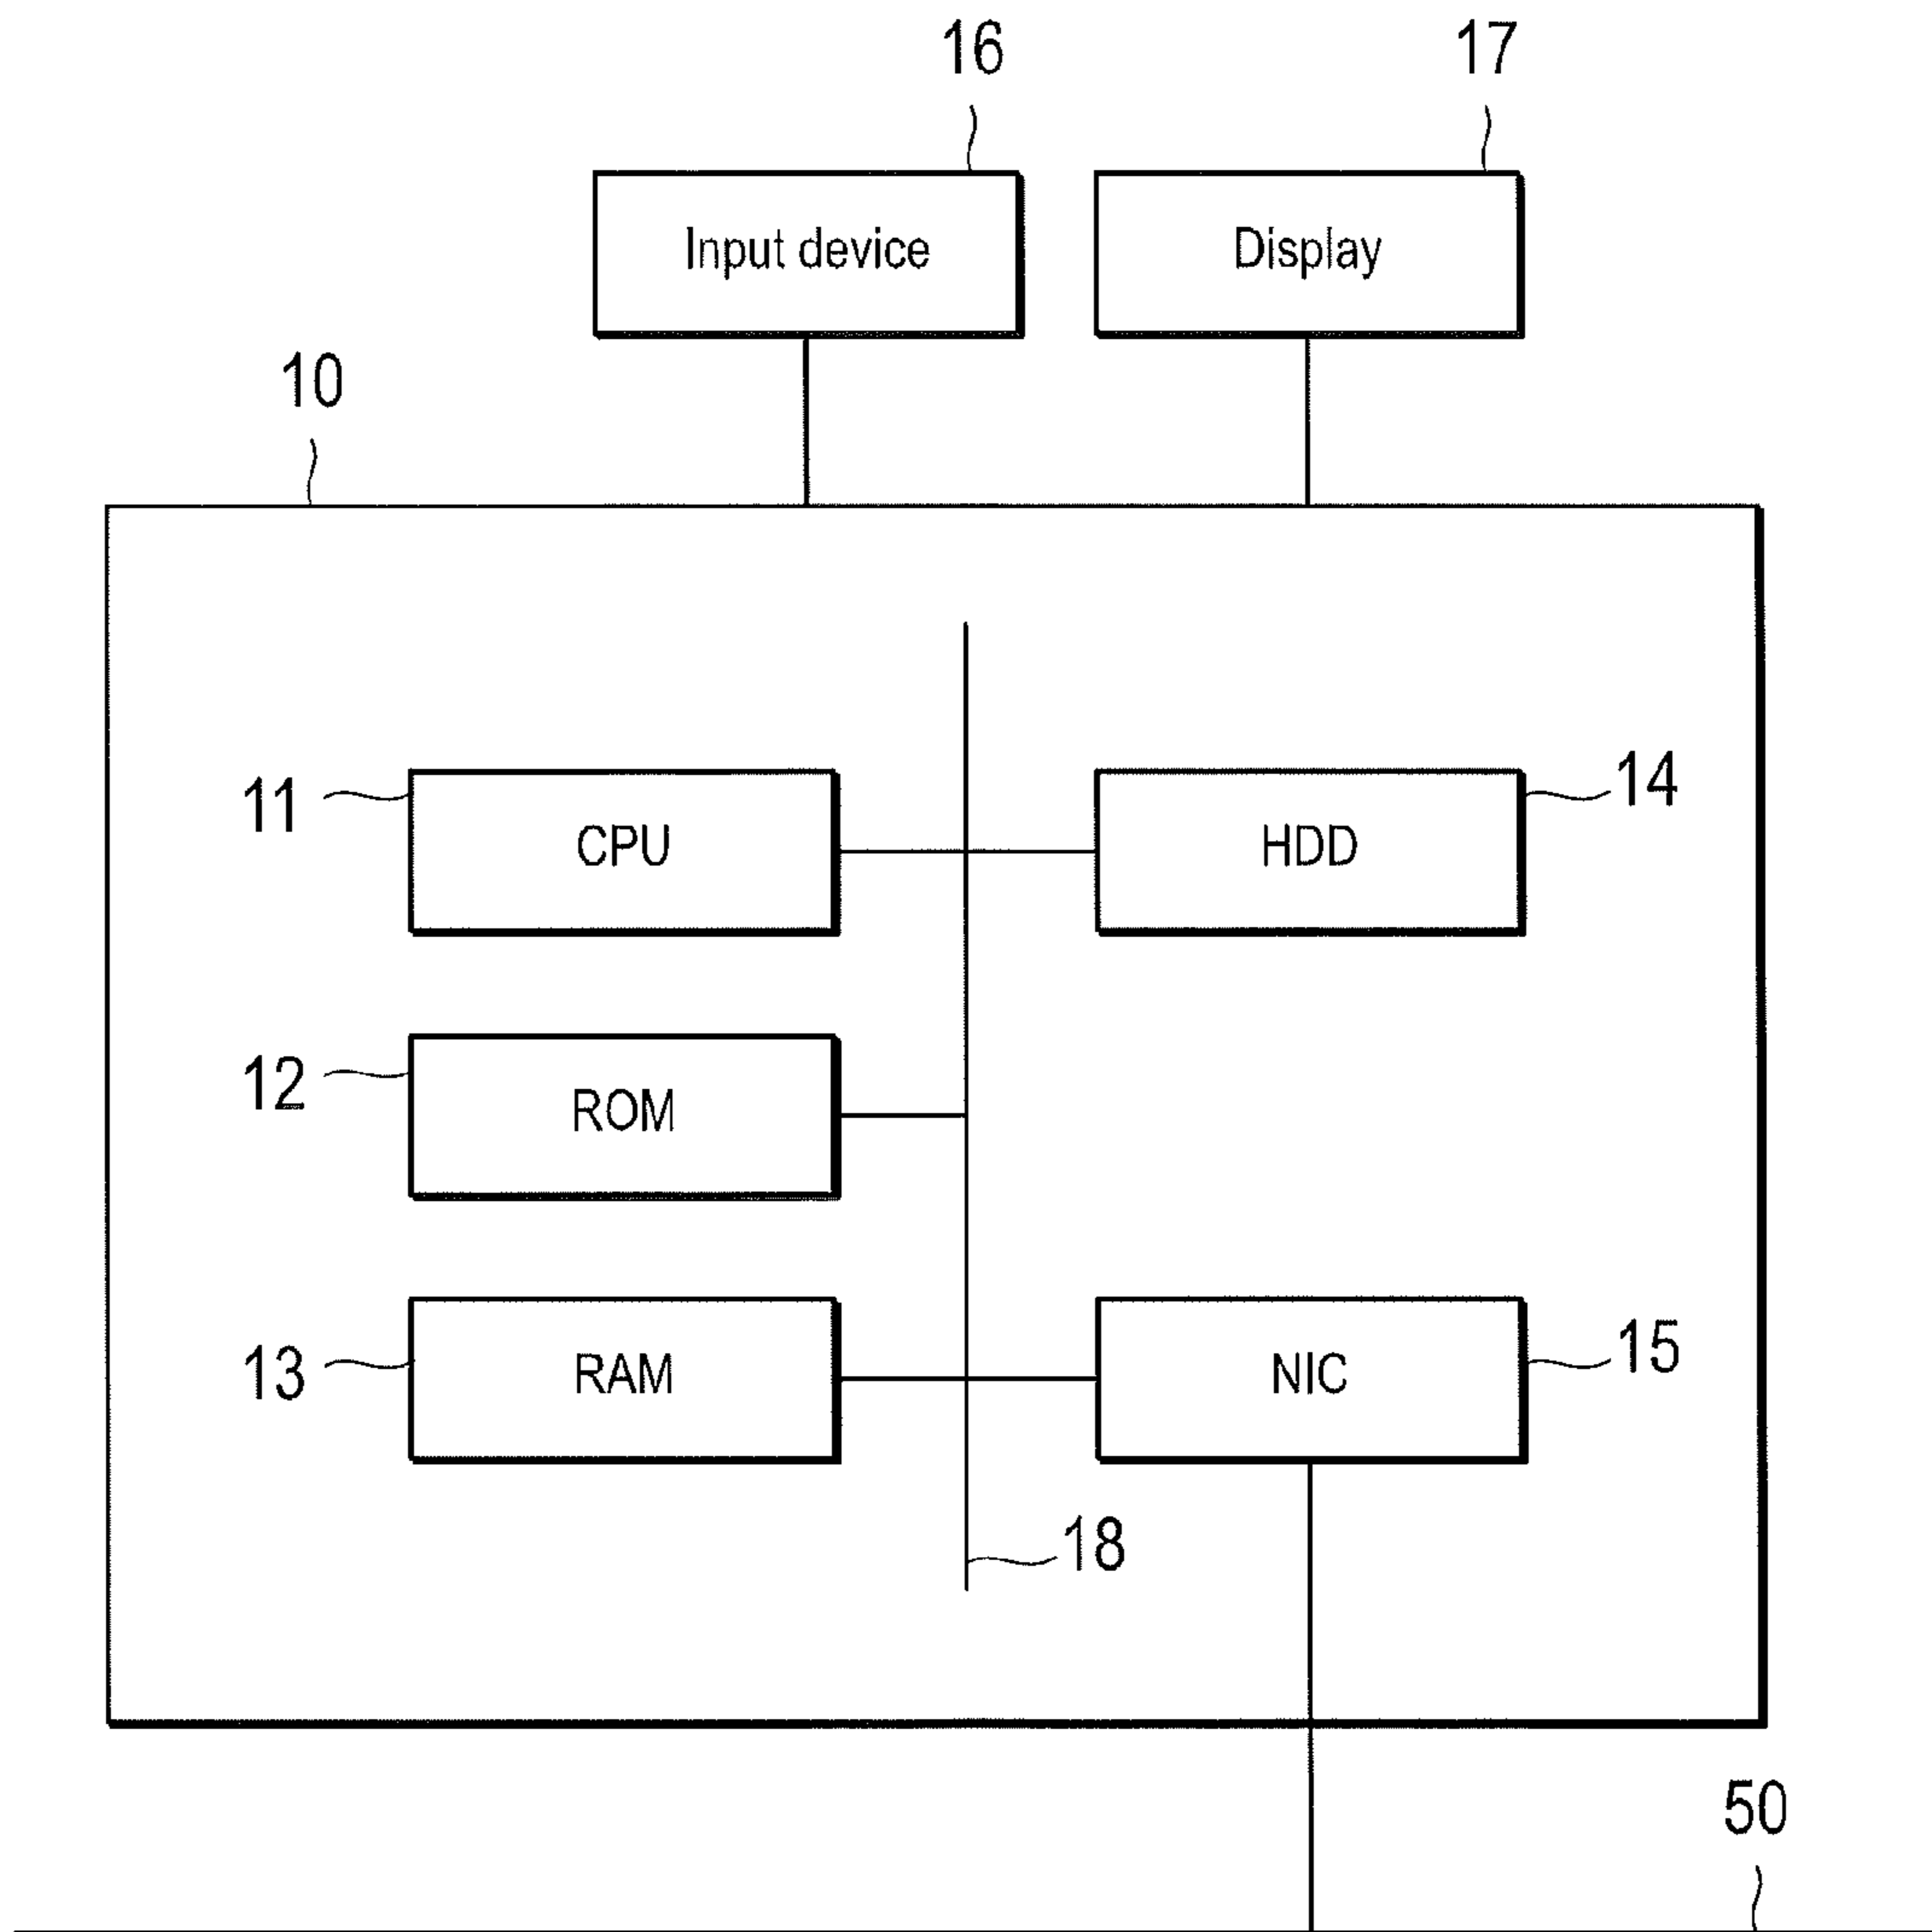 16
17
Input device
Display
10
11
CPU
HDD
14
12
ROM
13
RAM
NIC
15
18
50